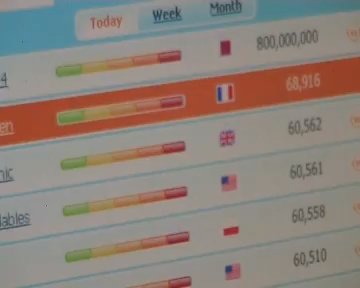 Today Week Month
4 800,000,000
en 68,916
nic 60,562
60,561
lables 60,558
60,510